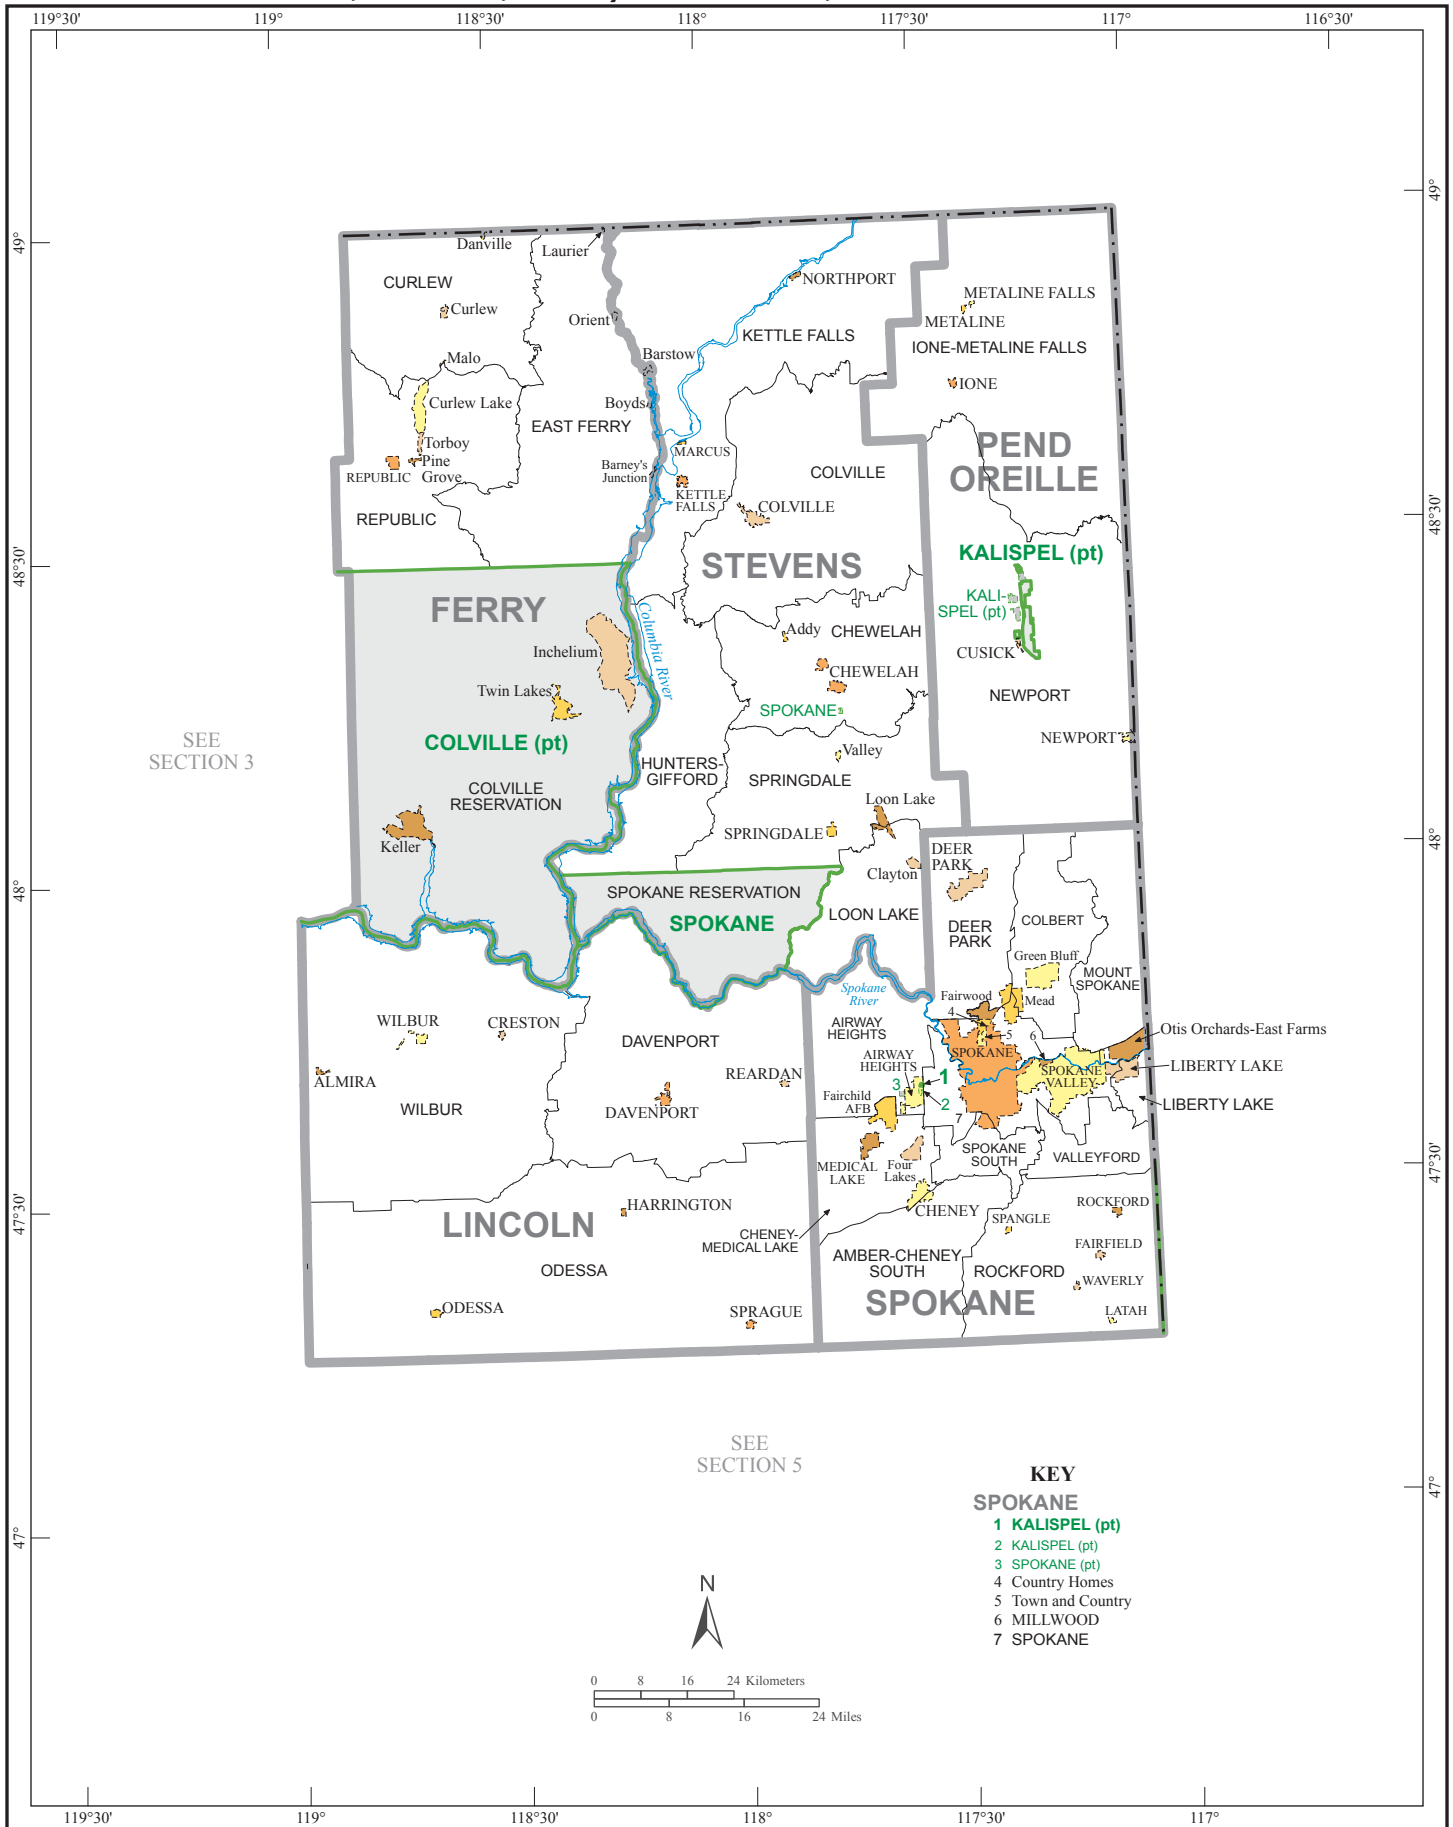 119°30'
119°
118°30'
118°
117°30'
117°
116°30'
49°
49°
Danville
Laurier
CURLEW
Curlew
NORTHPORT
METALINE FALLS
METALINE
Orient
KETTLE FALLS
IONE-METALINE FALLS
Barstow
Malo
IONE
Curlew Lake
Boyds
EAST FERRY
PEND
OREILLE
Torboy
MARCUS
Pine
Grove
REPUBLIC
Barney's
Junction
COLVILLE
KETTLE
FALLS
COLVILLE
REPUBLIC
48°30'
48°30'
KALISPEL (pt)
STEVENS
FERRY
KALI-
SPEL (pt)
Columbia River
Addy
CHEWELAH
Inchelium
CUSICK
CHEWELAH
Twin Lakes
NEWPORT
SPOKANE
COLVILLE (pt)
NEWPORT
SEE
SECTION 3
Valley
HUNTERS-
GIFFORD
SPRINGDALE
COLVILLE
RESERVATION
Loon Lake
SPRINGDALE
Keller
48°
48°
DEER
PARK
Clayton
SPOKANE RESERVATION
SPOKANE
LOON LAKE
DEER
PARK
COLBERT
Green Bluff
MOUNT
SPOKANE
Spokane
River
Fairwood
Mead
4
WILBUR
CRESTON
AIRWAY
HEIGHTS
5
6
Otis Orchards-East Farms
DAVENPORT
SPOKANE
AIRWAY
HEIGHTS
SPOKANE
VALLEY
LIBERTY LAKE
ALMIRA
REARDAN
1
3
2
Fairchild
AFB
LIBERTY LAKE
WILBUR
DAVENPORT
7
SPOKANE
SOUTH
VALLEYFORD
MEDICAL
LAKE
Four
Lakes
47°30'
47°30'
HARRINGTON
CHENEY
ROCKFORD
SPANGLE
LINCOLN
CHENEY-
MEDICAL LAKE
FAIRFIELD
AMBER-CHENEY
SOUTH
ROCKFORD
ODESSA
WAVERLY
SPOKANE
ODESSA
SPRAGUE
LATAH
SEE
SECTION 5
47°
47°
KEY
SPOKANE
1 KALISPEL (pt)
2 KALISPEL (pt)
3 SPOKANE (pt)
4 Country Homes
5 Town and Country
6 MILLWOOD
7 SPOKANE
N
0 8 16 24 Kilometers
0 8 16 24 Miles
119°30'
119°
118°30'
118°
117°30'
117°